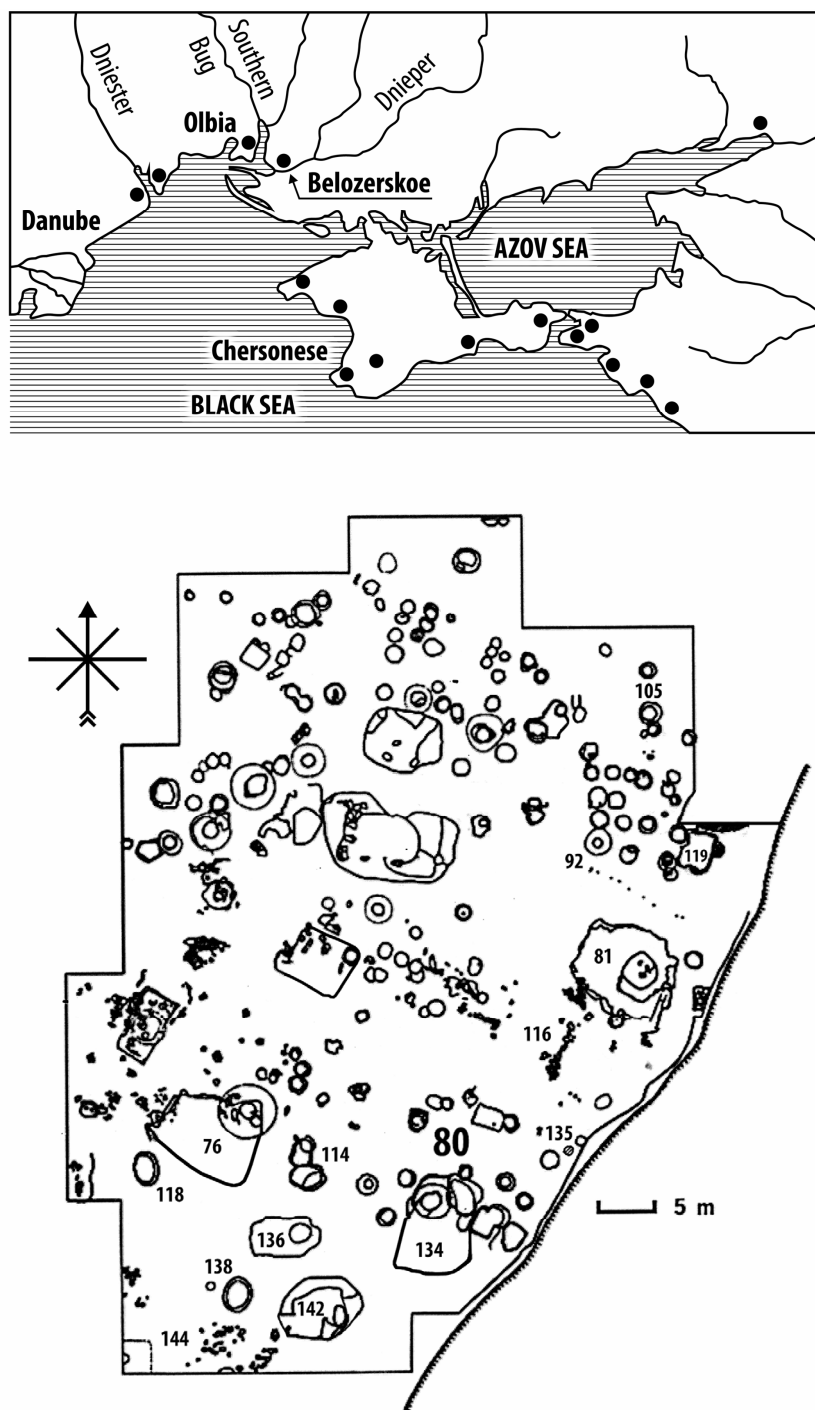 Dniester
Bug
Southern
Dnieper
Olbia
Belozerskoe
Danube
AZOV SEA
Chersonese
BLACK SEA
105
119
92
81
116
80
135
76
114
118
136
134
138
142
144
5 m